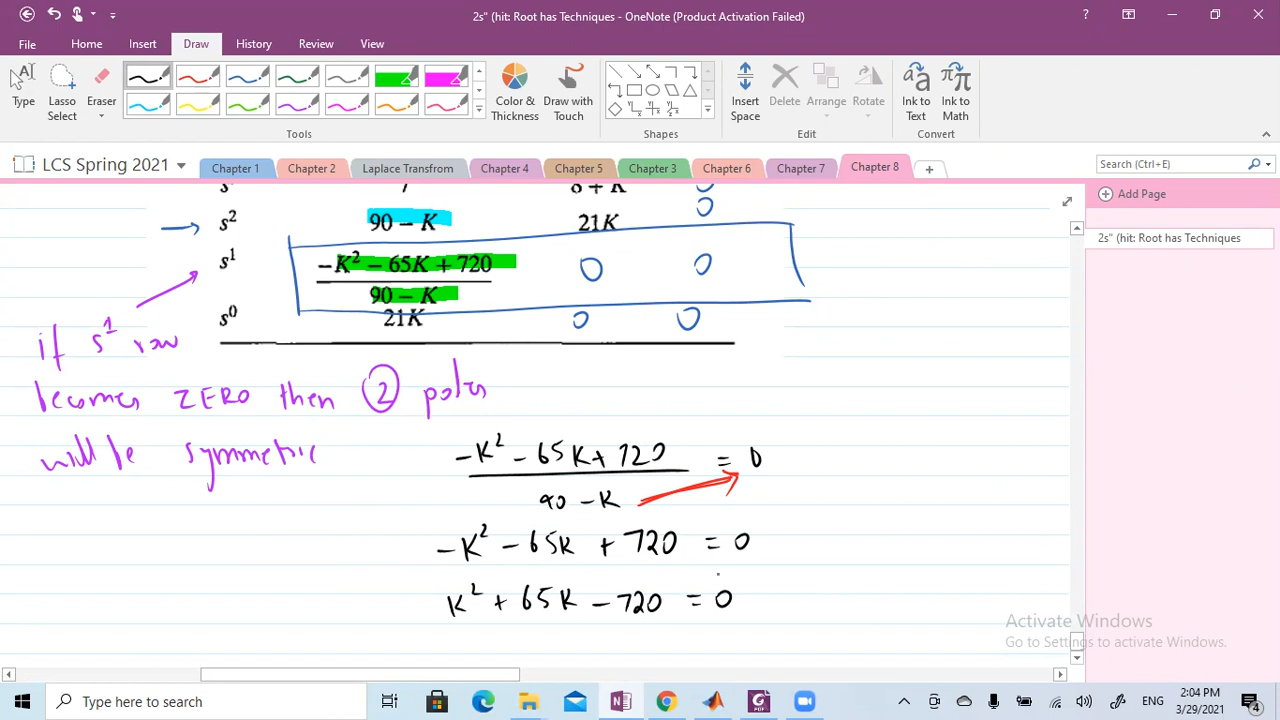 2s" (hit: Root has Techniques - OneNote (Product Activation Failed)
File Home Insert Draw History Review View
Type Lasso Select Eraser Color & Thickness Draw with Touch Insert Space Delete Arrange Rotate Ink to Text Ink to Math
Tools Shapes Edit Convert
LCS Spring 2021 Chapter 1 Chapter 2 Laplace Transfrom Chapter 4 Chapter 5 Chapter 3 Chapter 6 Chapter 7 Chapter 8 Search (Ctrl+E)
Add Page
2s" (hit: Root has Techniques
s² 90 − K 21K 0
s¹ −K² − 65K + 720 0 0
90 − K
s⁰ 21K 0 0
if s¹ row
becomes ZERO then 2 poles
will be symmetric
−K² − 65K + 720 = 0
90 − K
−K² − 65K + 720 = 0
K² + 65K − 720 = 0
Activate Windows
Go to Settings to activate Windows.
Type here to search
ENG
2:04 PM
3/29/2021
4